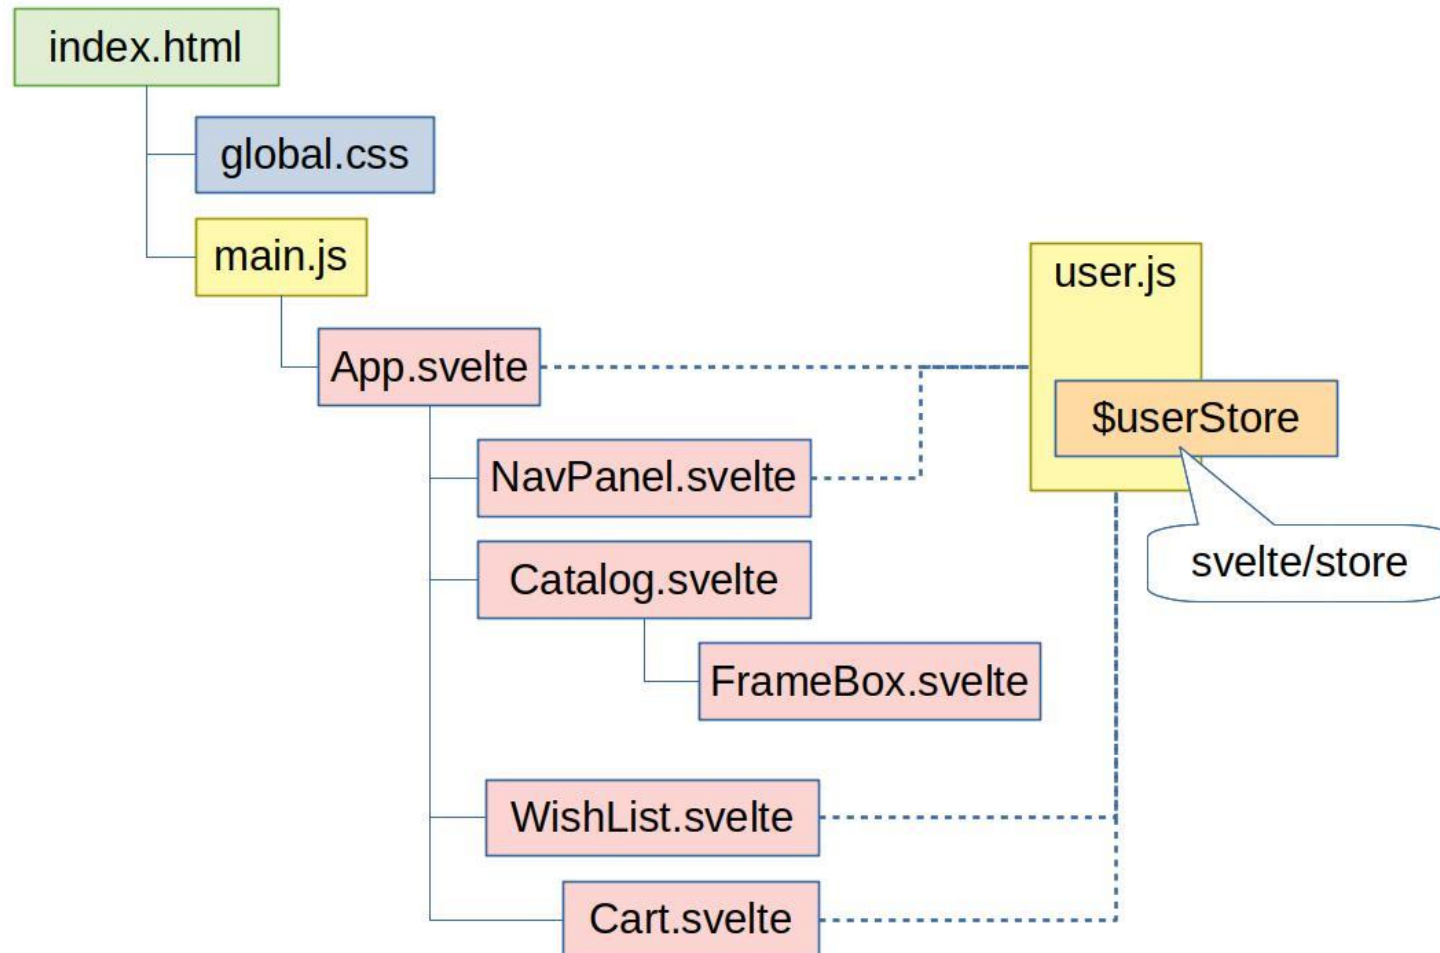 index.html
global.css
main.js
user.js
App.svelte
$userStore
NavPanel.svelte
svelte/store
Catalog.svelte
FrameBox.svelte
WishList.svelte
Cart.svelte